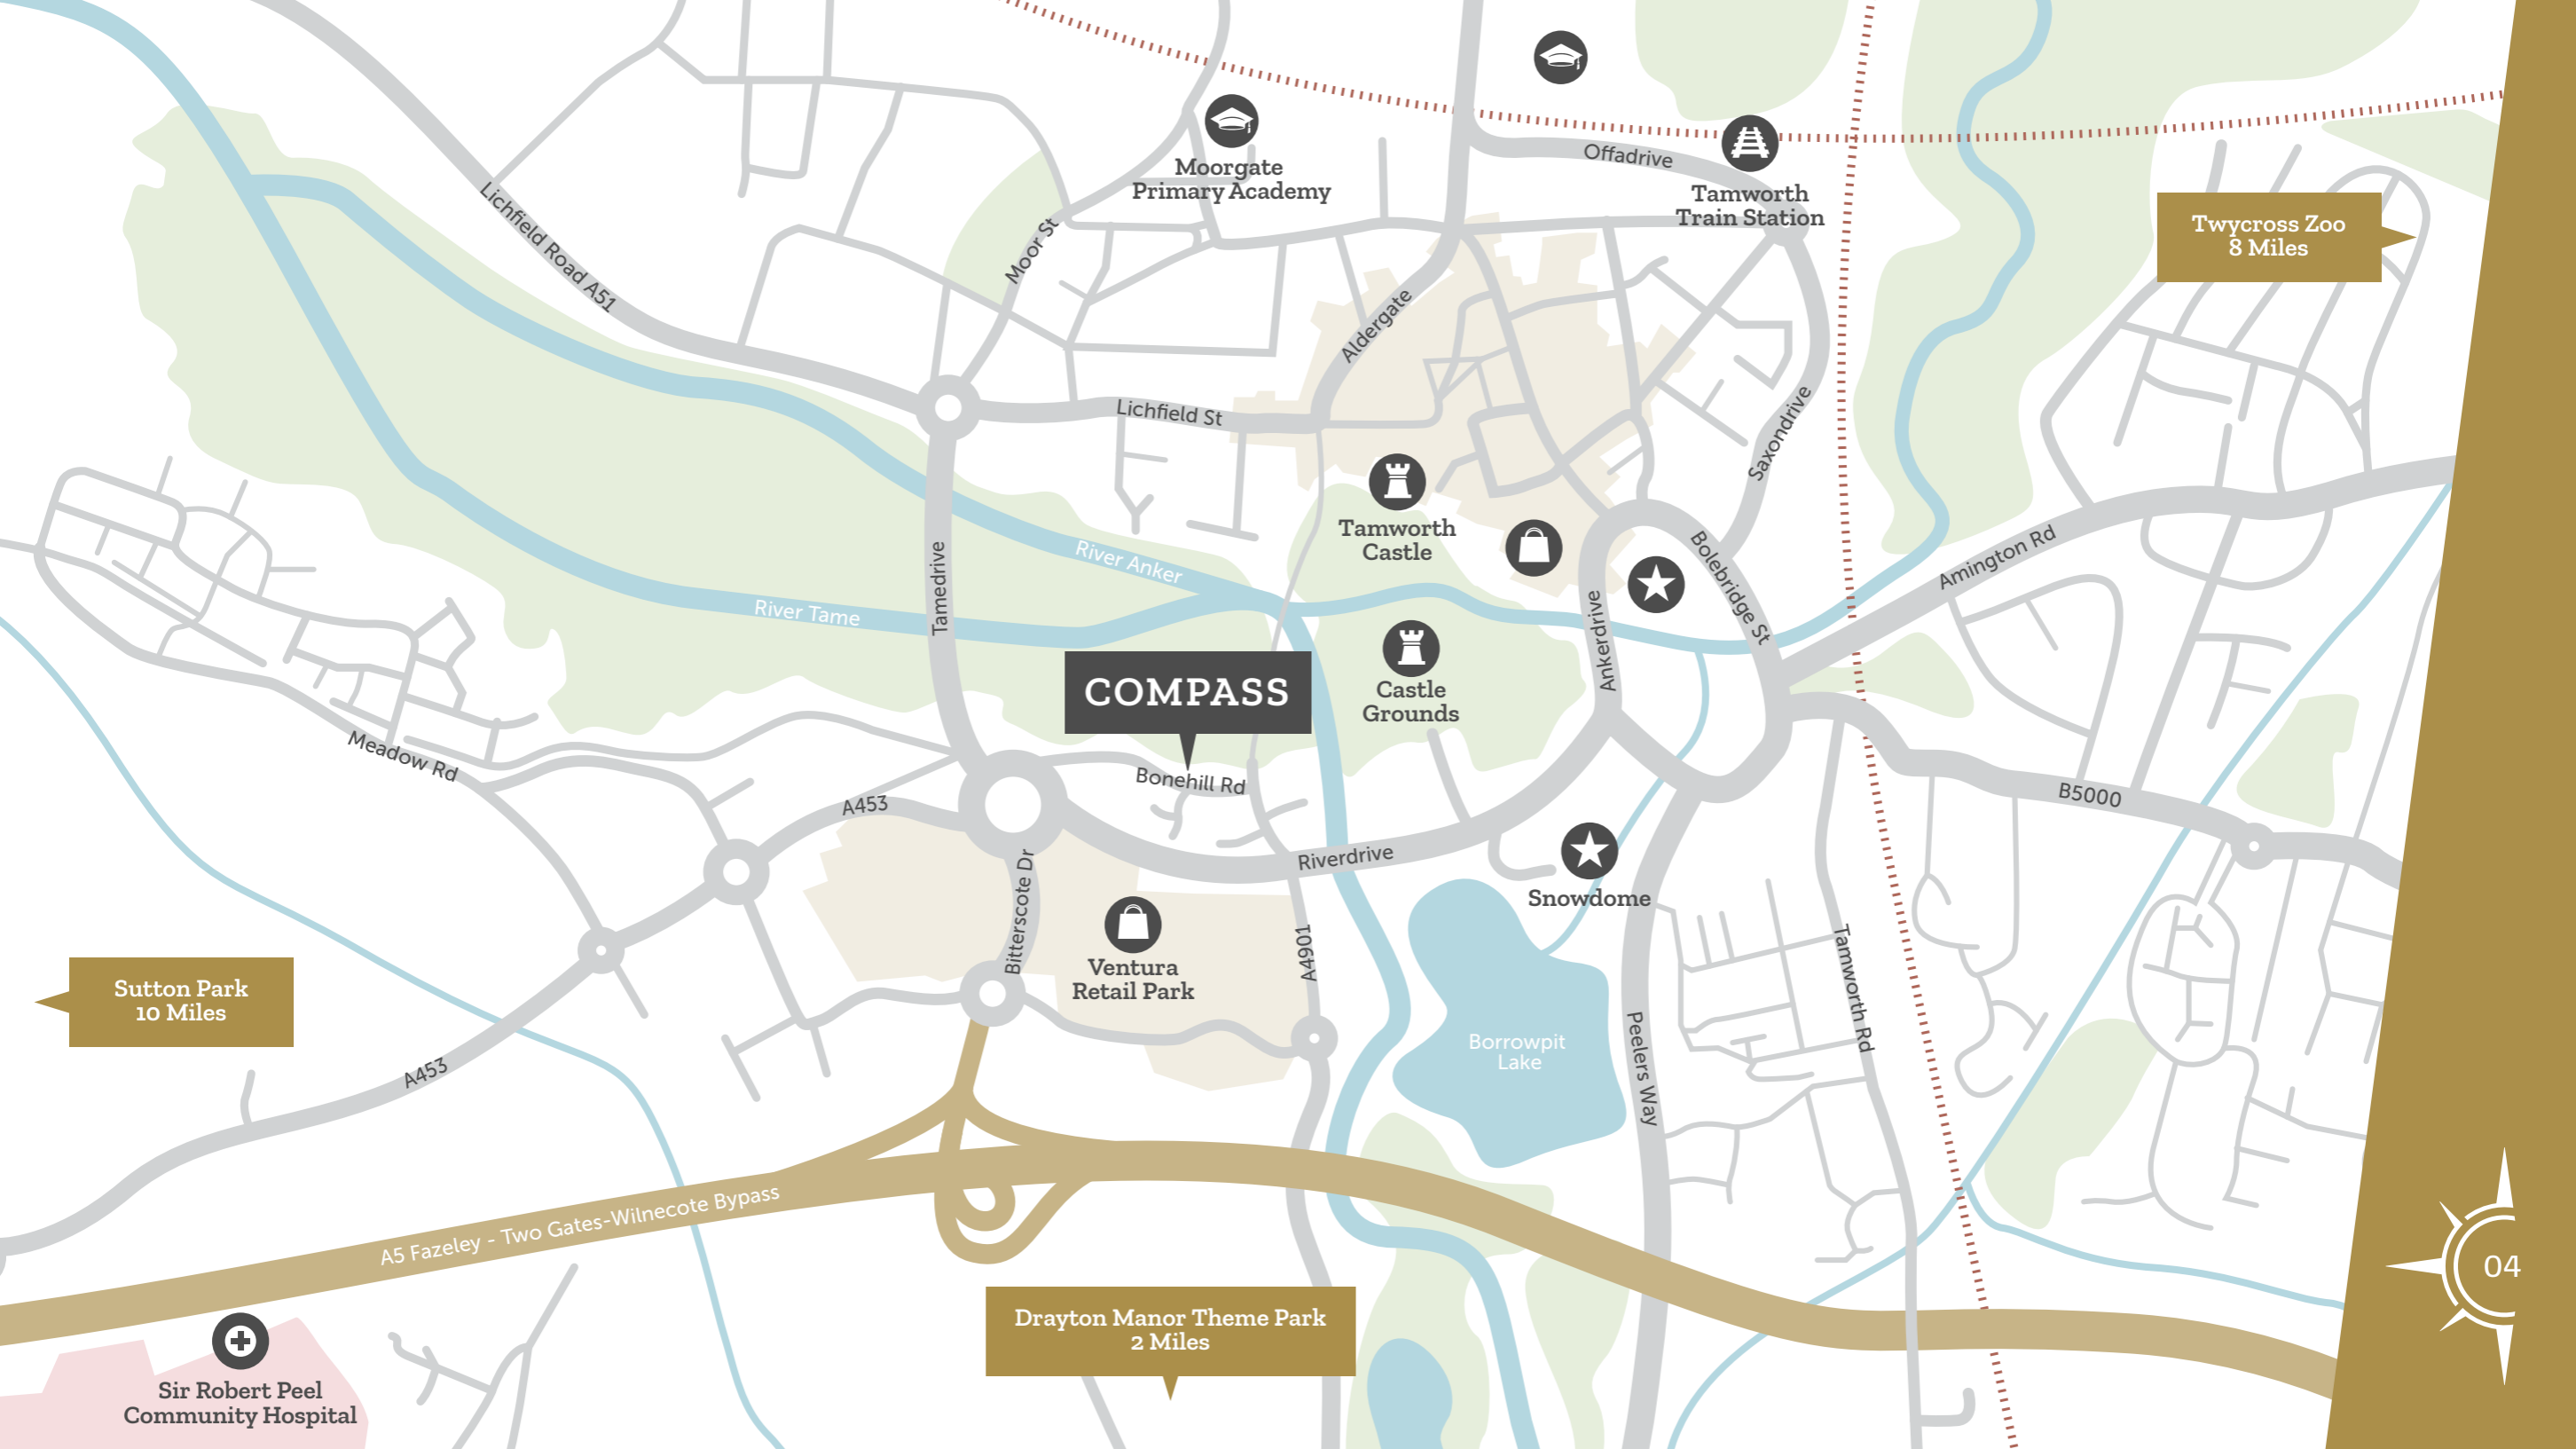 Moorgate
Primary Academy
Offadrive
Tamworth
Train Station
Twycross Zoo
8 Miles
Lichfield Road A51
Moor St
Aldergate
Lichfield St
Saxondrive
Tamworth
Castle
River Anker
Tamedrive
River Tame
Bolebridge St
Amington Rd
Ankerdrive
COMPASS
Castle
Grounds
Meadow Rd
Bonehill Rd
A453
B5000
Riverdrive
Bitterscote Dr
Snowdome
Ventura
Retail Park
A4901
Tamworth Rd
Sutton Park
10 Miles
Peelers Way
Borrowpit
Lake
A453
A5 Fazeley - Two Gates-Wilnecote Bypass
04
Drayton Manor Theme Park
2 Miles
Sir Robert Peel
Community Hospital